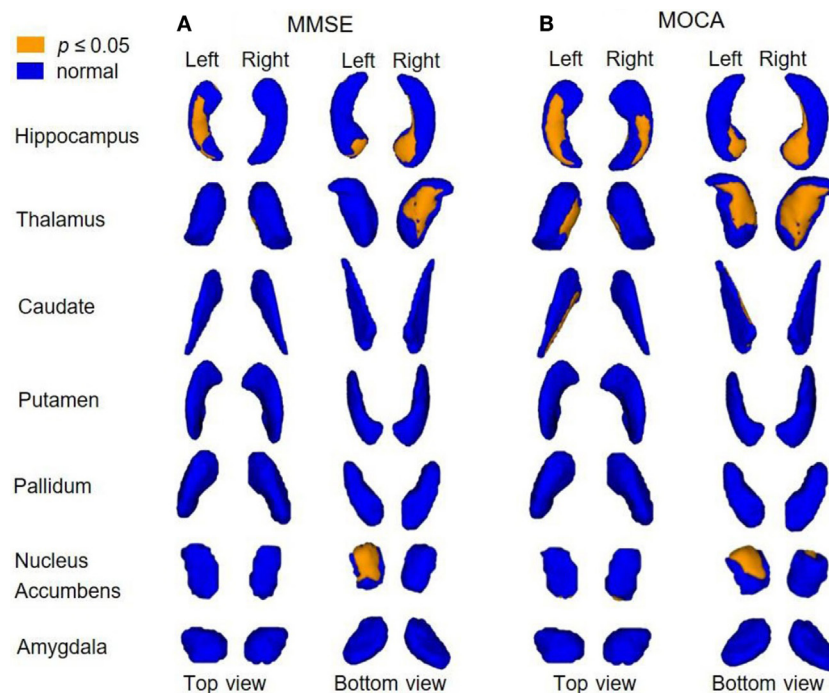 A MMSE B MOCA
p ≤ 0.05
normal
Left Right Left Right Left Right Left Right
Hippocampus
Thalamus
Caudate
Putamen
Pallidum
Nucleus
Accumbens
Amygdala
Top view Bottom view Top view Bottom view